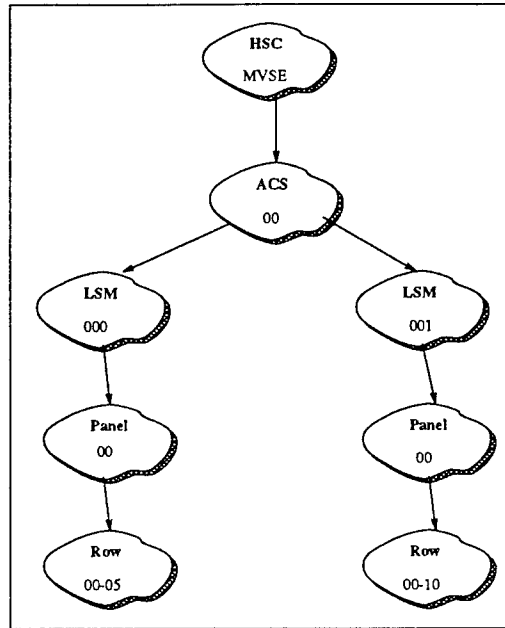 HSC
MVSE
ACS
00
LSM
000
LSM
001
Panel
00
Panel
00
Row
00-05
Row
00-10